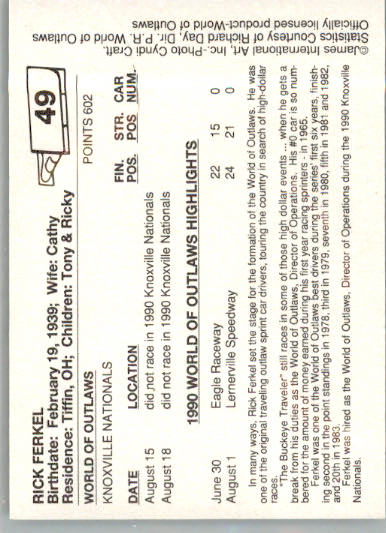 RICK FERKEL
Birthdate: February 19, 1939; Wife: Cathy
Residence: Tiffin, OH; Children: Tony & Ricky
49
WORLD OF OUTLAWS POINTS 602
KNOXVILLE NATIONALS
FIN. STR. CAR
DATE LOCATION POS. POS NUM.
August 15 did not race in 1990 Knoxville Nationals
August 18 did not race in 1990 Knoxville Nationals
1990 WORLD OF OUTLAWS HIGHLIGHTS
June 30 Eagle Raceway 22 15 0
August 1 Lernerville Speedway 24 21 0
In many ways, Rick Ferkel set the stage for the formation of the World of Outlaws. He was
one of the original traveling outlaw sprint car drivers, touring the country in search of high-dollar
races.
"The Buckeye Traveler" still races in some of those high dollar events ... when he gets a
break from his duties as the World of Outlaws, Director of Operations. His #0 car is so num-
bered for the amount of money earned during his first year racing sprinters - in 1965.
Ferkel was one of the World of Outlaws best drivers during the series' first six years, finish-
ing second in the point standings in 1978, third in 1979, seventh in 1980, fifth in 1981 and 1982,
and 20th in 1983.
Ferkel was hired as the World of Outlaws, Director of Operations during the 1990 Knoxville
Nationals.
©James International Art, Inc.-Photo Cyndi Craft.
Statistics Courtesy of Richard Day, Dir. P.R. World of Outlaws
Officially licensed product-World of Outlaws